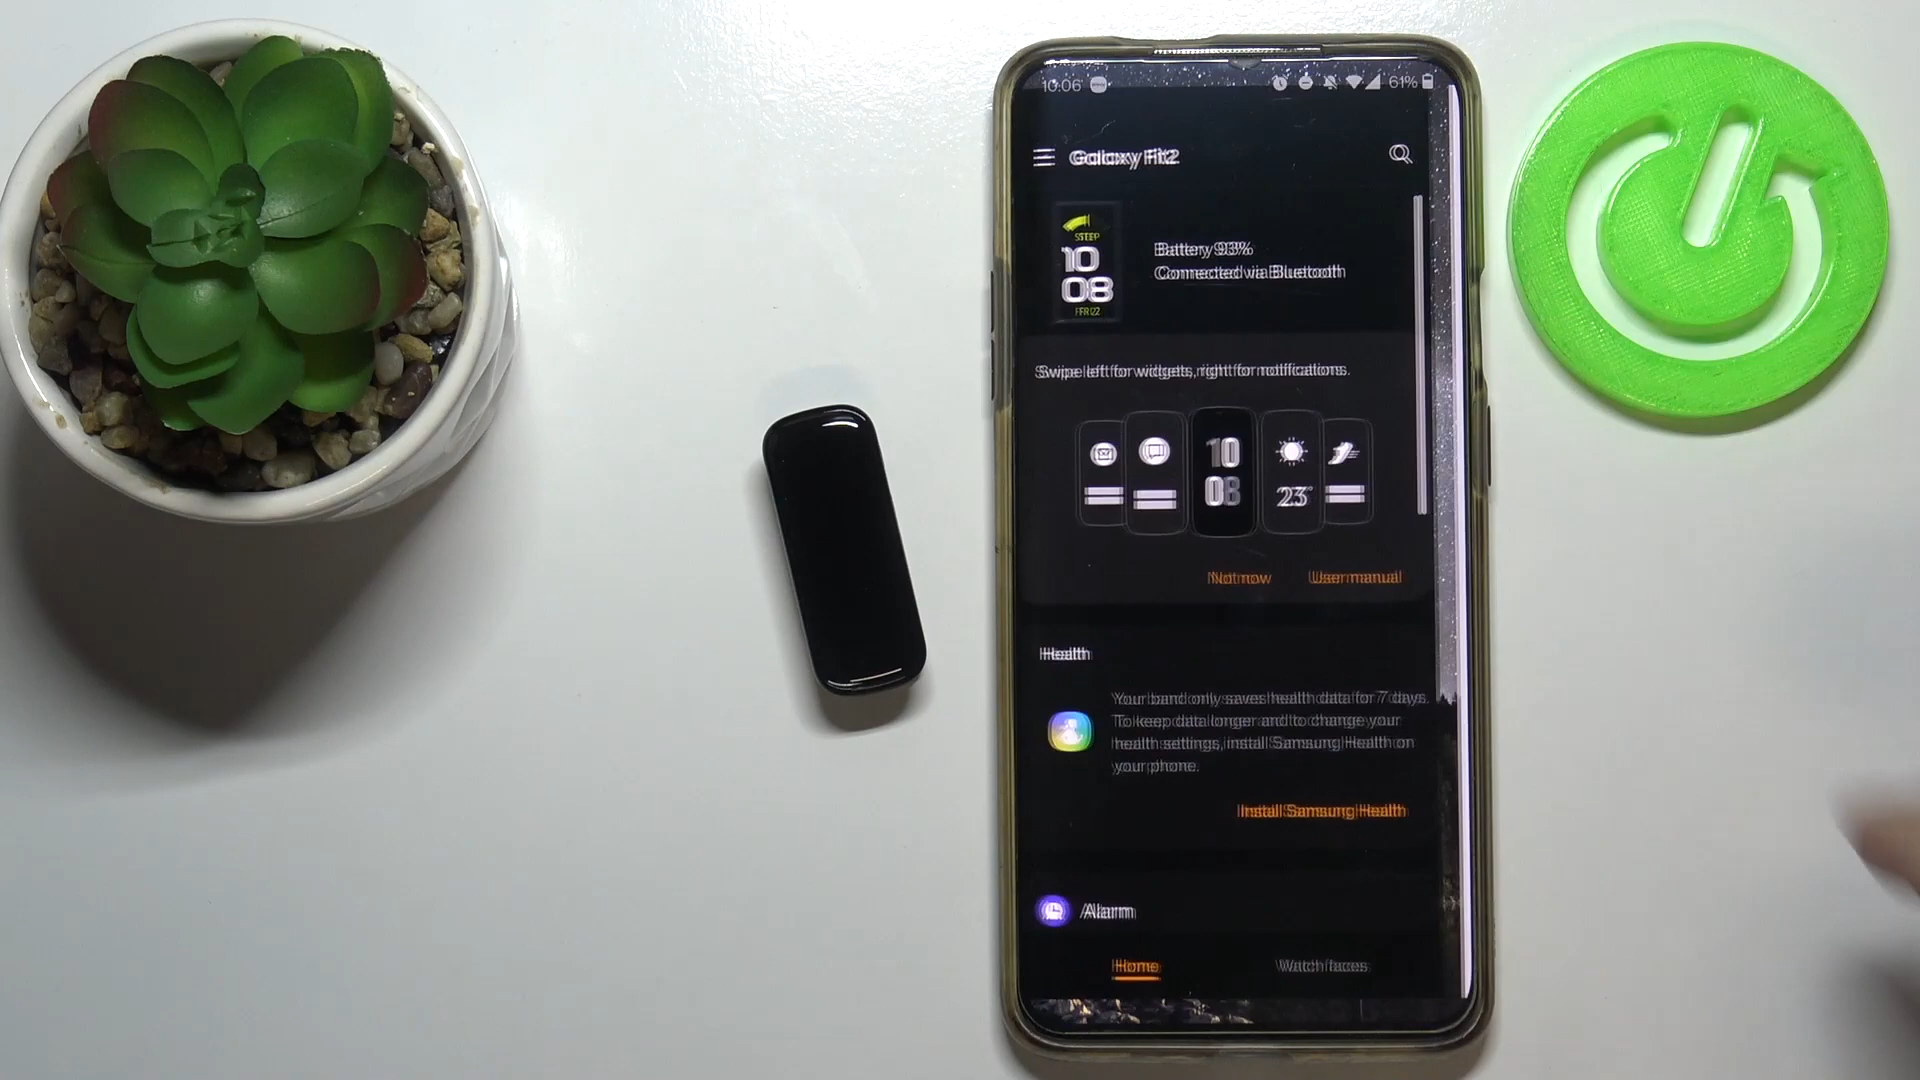 10:06
61%
Galaxy Fit2
STEP
10
08
FRI 22
Battery 93%
Connected via Bluetooth
Swipe left for widgets, right for notifications.
10
08
23°
Not now
User manual
Health
Your band only saves health data for 7 days.
To keep data longer and to change your
health settings, install Samsung Health on
your phone.
Install Samsung Health
Alarm
Home
Watch faces